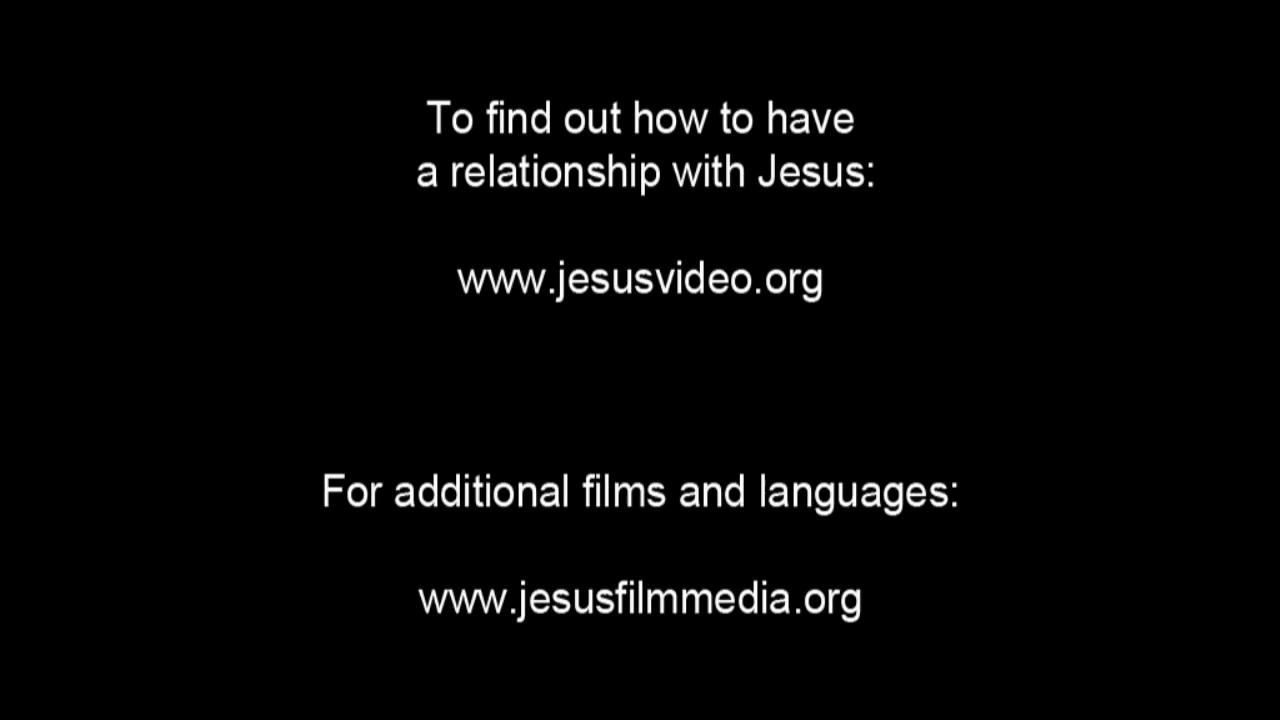 To find out how to have
a relationship with Jesus:
www.jesusvideo.org
For additional films and languages:
www.jesusfilmmedia.org